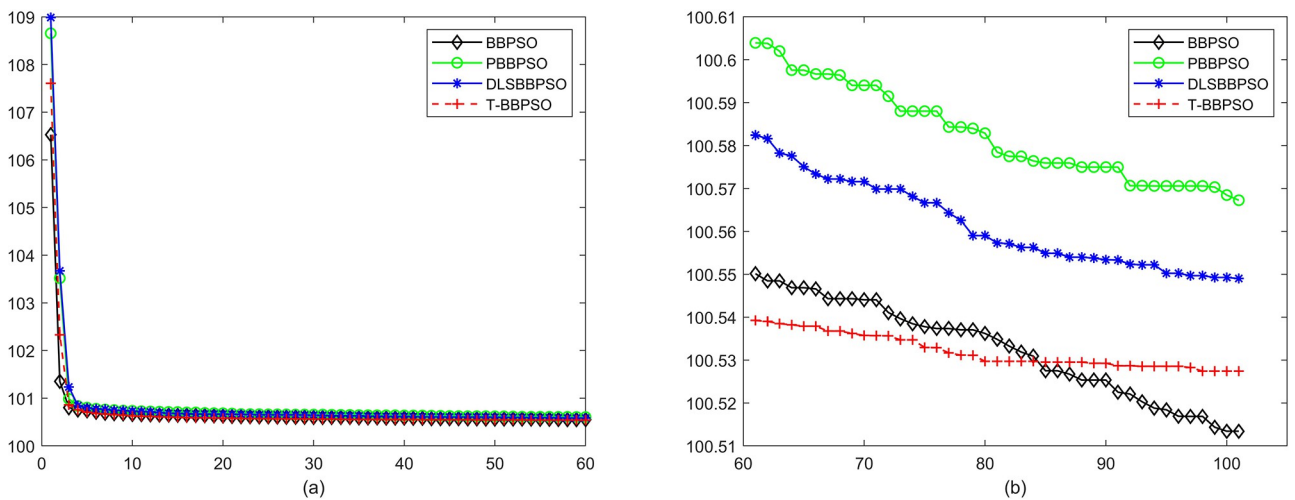 109
108
107
106
105
104
103
102
101
100
0 10 20 30 40 50 60
(a)
BBPSO
PBBPSO
DLSBBPSO
T-BBPSO
100.61
100.6
100.59
100.58
100.57
100.56
100.55
100.54
100.53
100.52
100.51
60 70 80 90 100
(b)
BBPSO
PBBPSO
DLSBBPSO
T-BBPSO